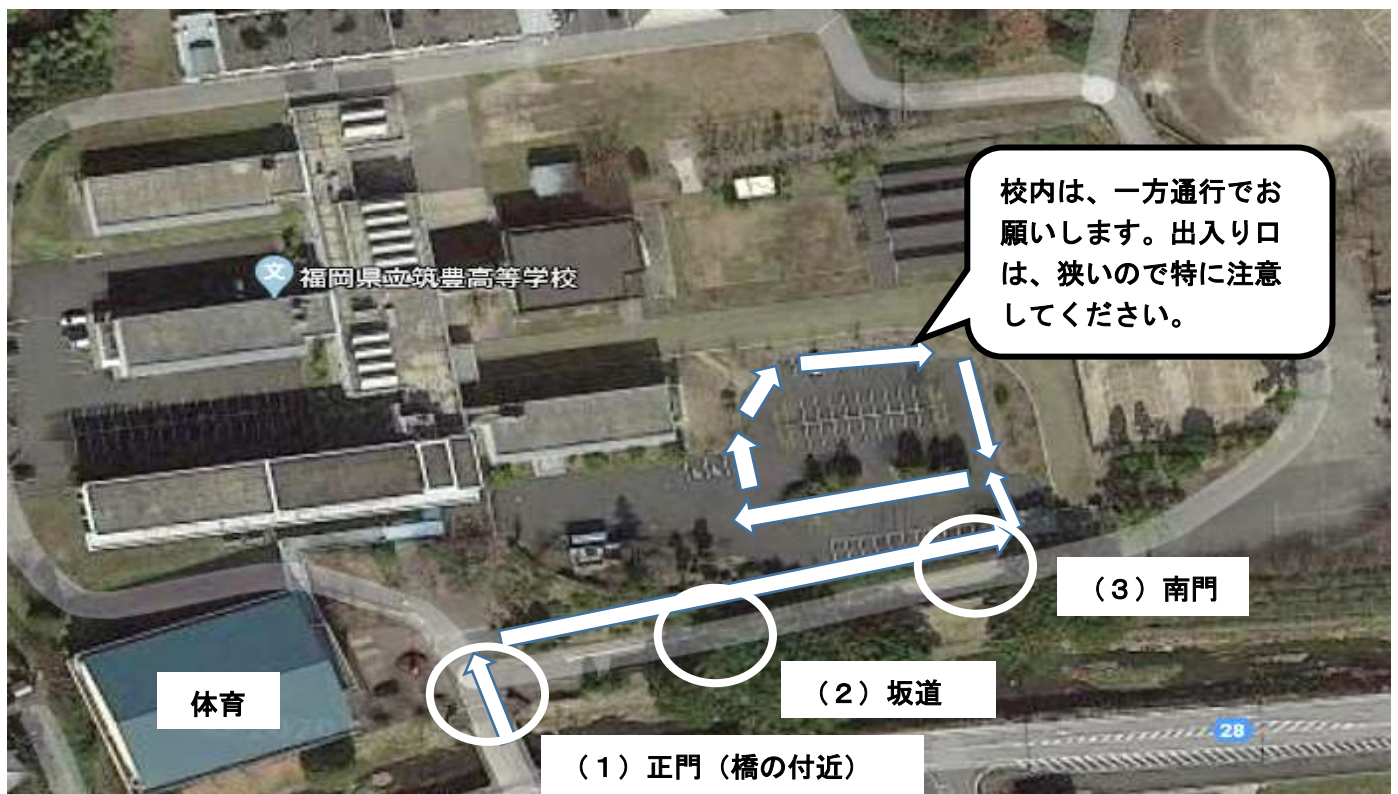 校内は、一方通行でお
願いします。出入り口
は、狭いので特に注意
してください。
文
福岡県立筑豊高等学校
（３）南門
（２）坂道
体育
28
（１）正門（橋の付近）